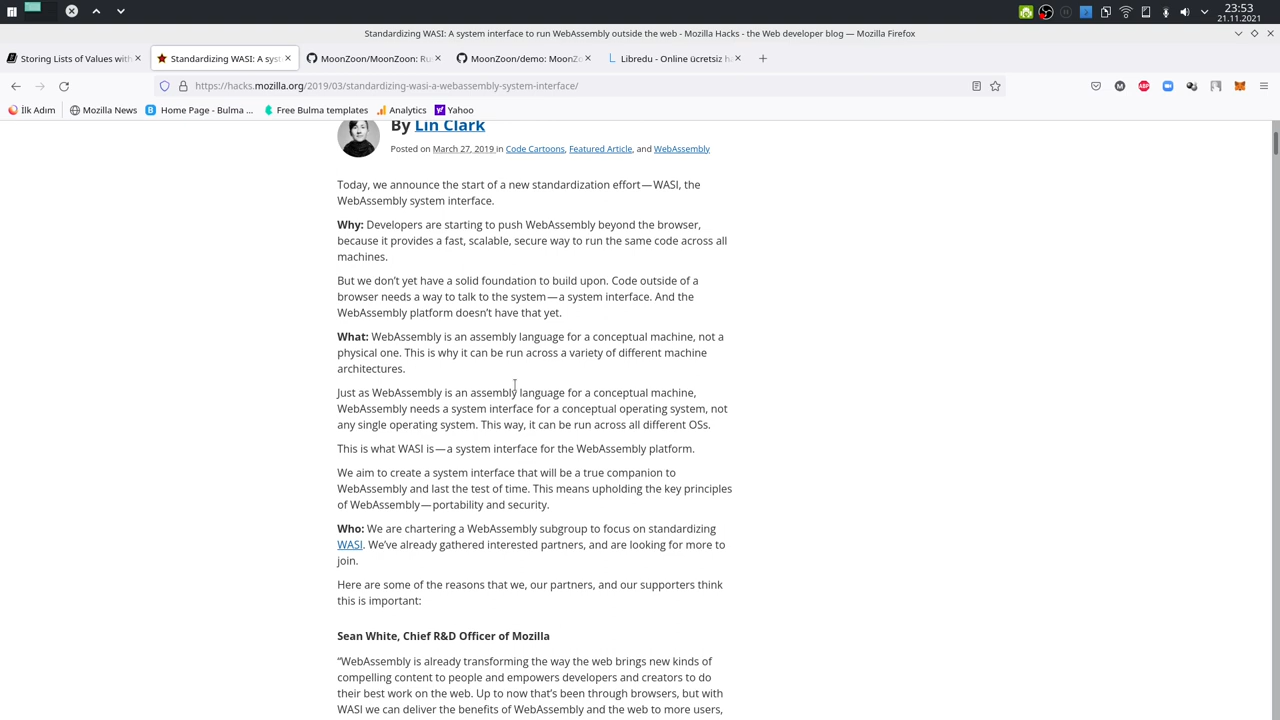 23:53
21.11.2021
Standardizing WASI: A system interface to run WebAssembly outside the web - Mozilla Hacks - the Web developer blog — Mozilla Firefox
Storing Lists of Values with
Standardizing WASI: A syst
MoonZoon/MoonZoon: Ru
MoonZoon/demo: MoonZo
Libredu - Online ücretsiz ha
https://hacks.mozilla.org/2019/03/standardizing-wasi-a-webassembly-system-interface/
İlk Adım
Mozilla News
Home Page - Bulma ...
Free Bulma templates
Analytics
Yahoo
By Lin Clark
Posted on March 27, 2019 in Code Cartoons, Featured Article, and WebAssembly
Today, we announce the start of a new standardization effort — WASI, the
WebAssembly system interface.
Why: Developers are starting to push WebAssembly beyond the browser,
because it provides a fast, scalable, secure way to run the same code across all
machines.
But we don’t yet have a solid foundation to build upon. Code outside of a
browser needs a way to talk to the system — a system interface. And the
WebAssembly platform doesn’t have that yet.
What: WebAssembly is an assembly language for a conceptual machine, not a
physical one. This is why it can be run across a variety of different machine
architectures.
Just as WebAssembly is an assembly language for a conceptual machine,
WebAssembly needs a system interface for a conceptual operating system, not
any single operating system. This way, it can be run across all different OSs.
This is what WASI is — a system interface for the WebAssembly platform.
We aim to create a system interface that will be a true companion to
WebAssembly and last the test of time. This means upholding the key principles
of WebAssembly — portability and security.
Who: We are chartering a WebAssembly subgroup to focus on standardizing
WASI. We’ve already gathered interested partners, and are looking for more to
join.
Here are some of the reasons that we, our partners, and our supporters think
this is important:
Sean White, Chief R&D Officer of Mozilla
“WebAssembly is already transforming the way the web brings new kinds of
compelling content to people and empowers developers and creators to do
their best work on the web. Up to now that’s been through browsers, but with
WASI we can deliver the benefits of WebAssembly and the web to more users,